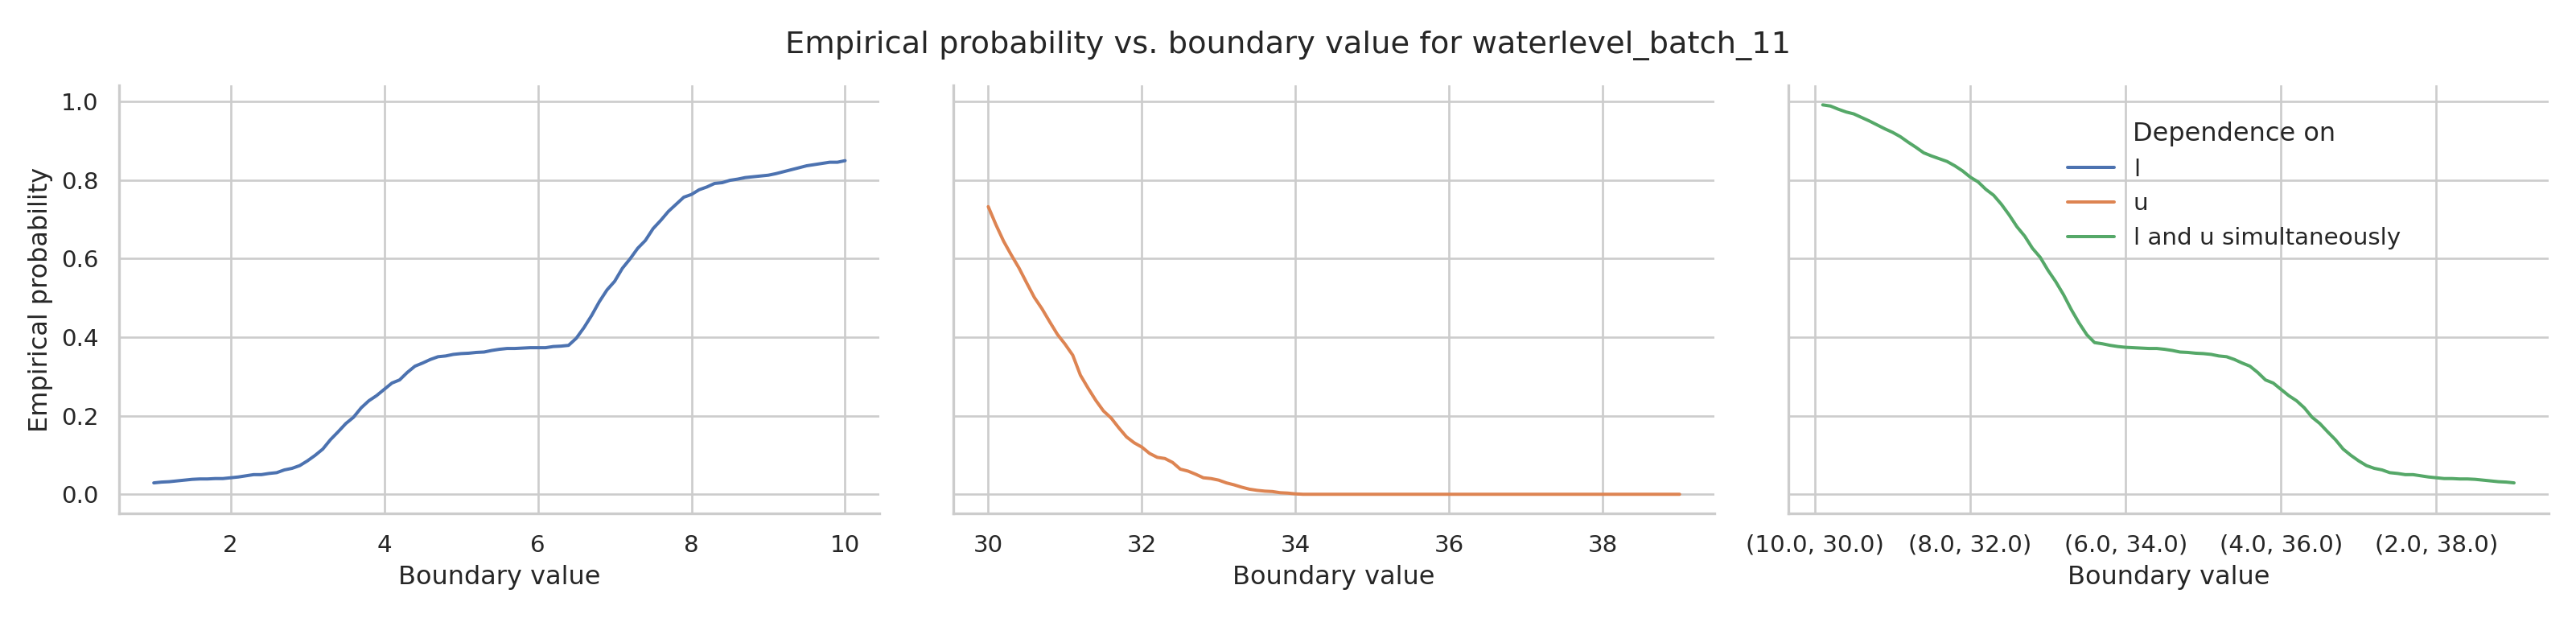 Empirical probability vs. boundary value for waterlevel_batch_11
Empirical probability
1.0
0.8
0.6
0.4
0.2
0.0
2 4 6 8 10
Boundary value
30 32 34 36 38
Boundary value
Dependence on
l
u
l and u simultaneously
(10.0, 30.0) (8.0, 32.0) (6.0, 34.0) (4.0, 36.0) (2.0, 38.0)
Boundary value